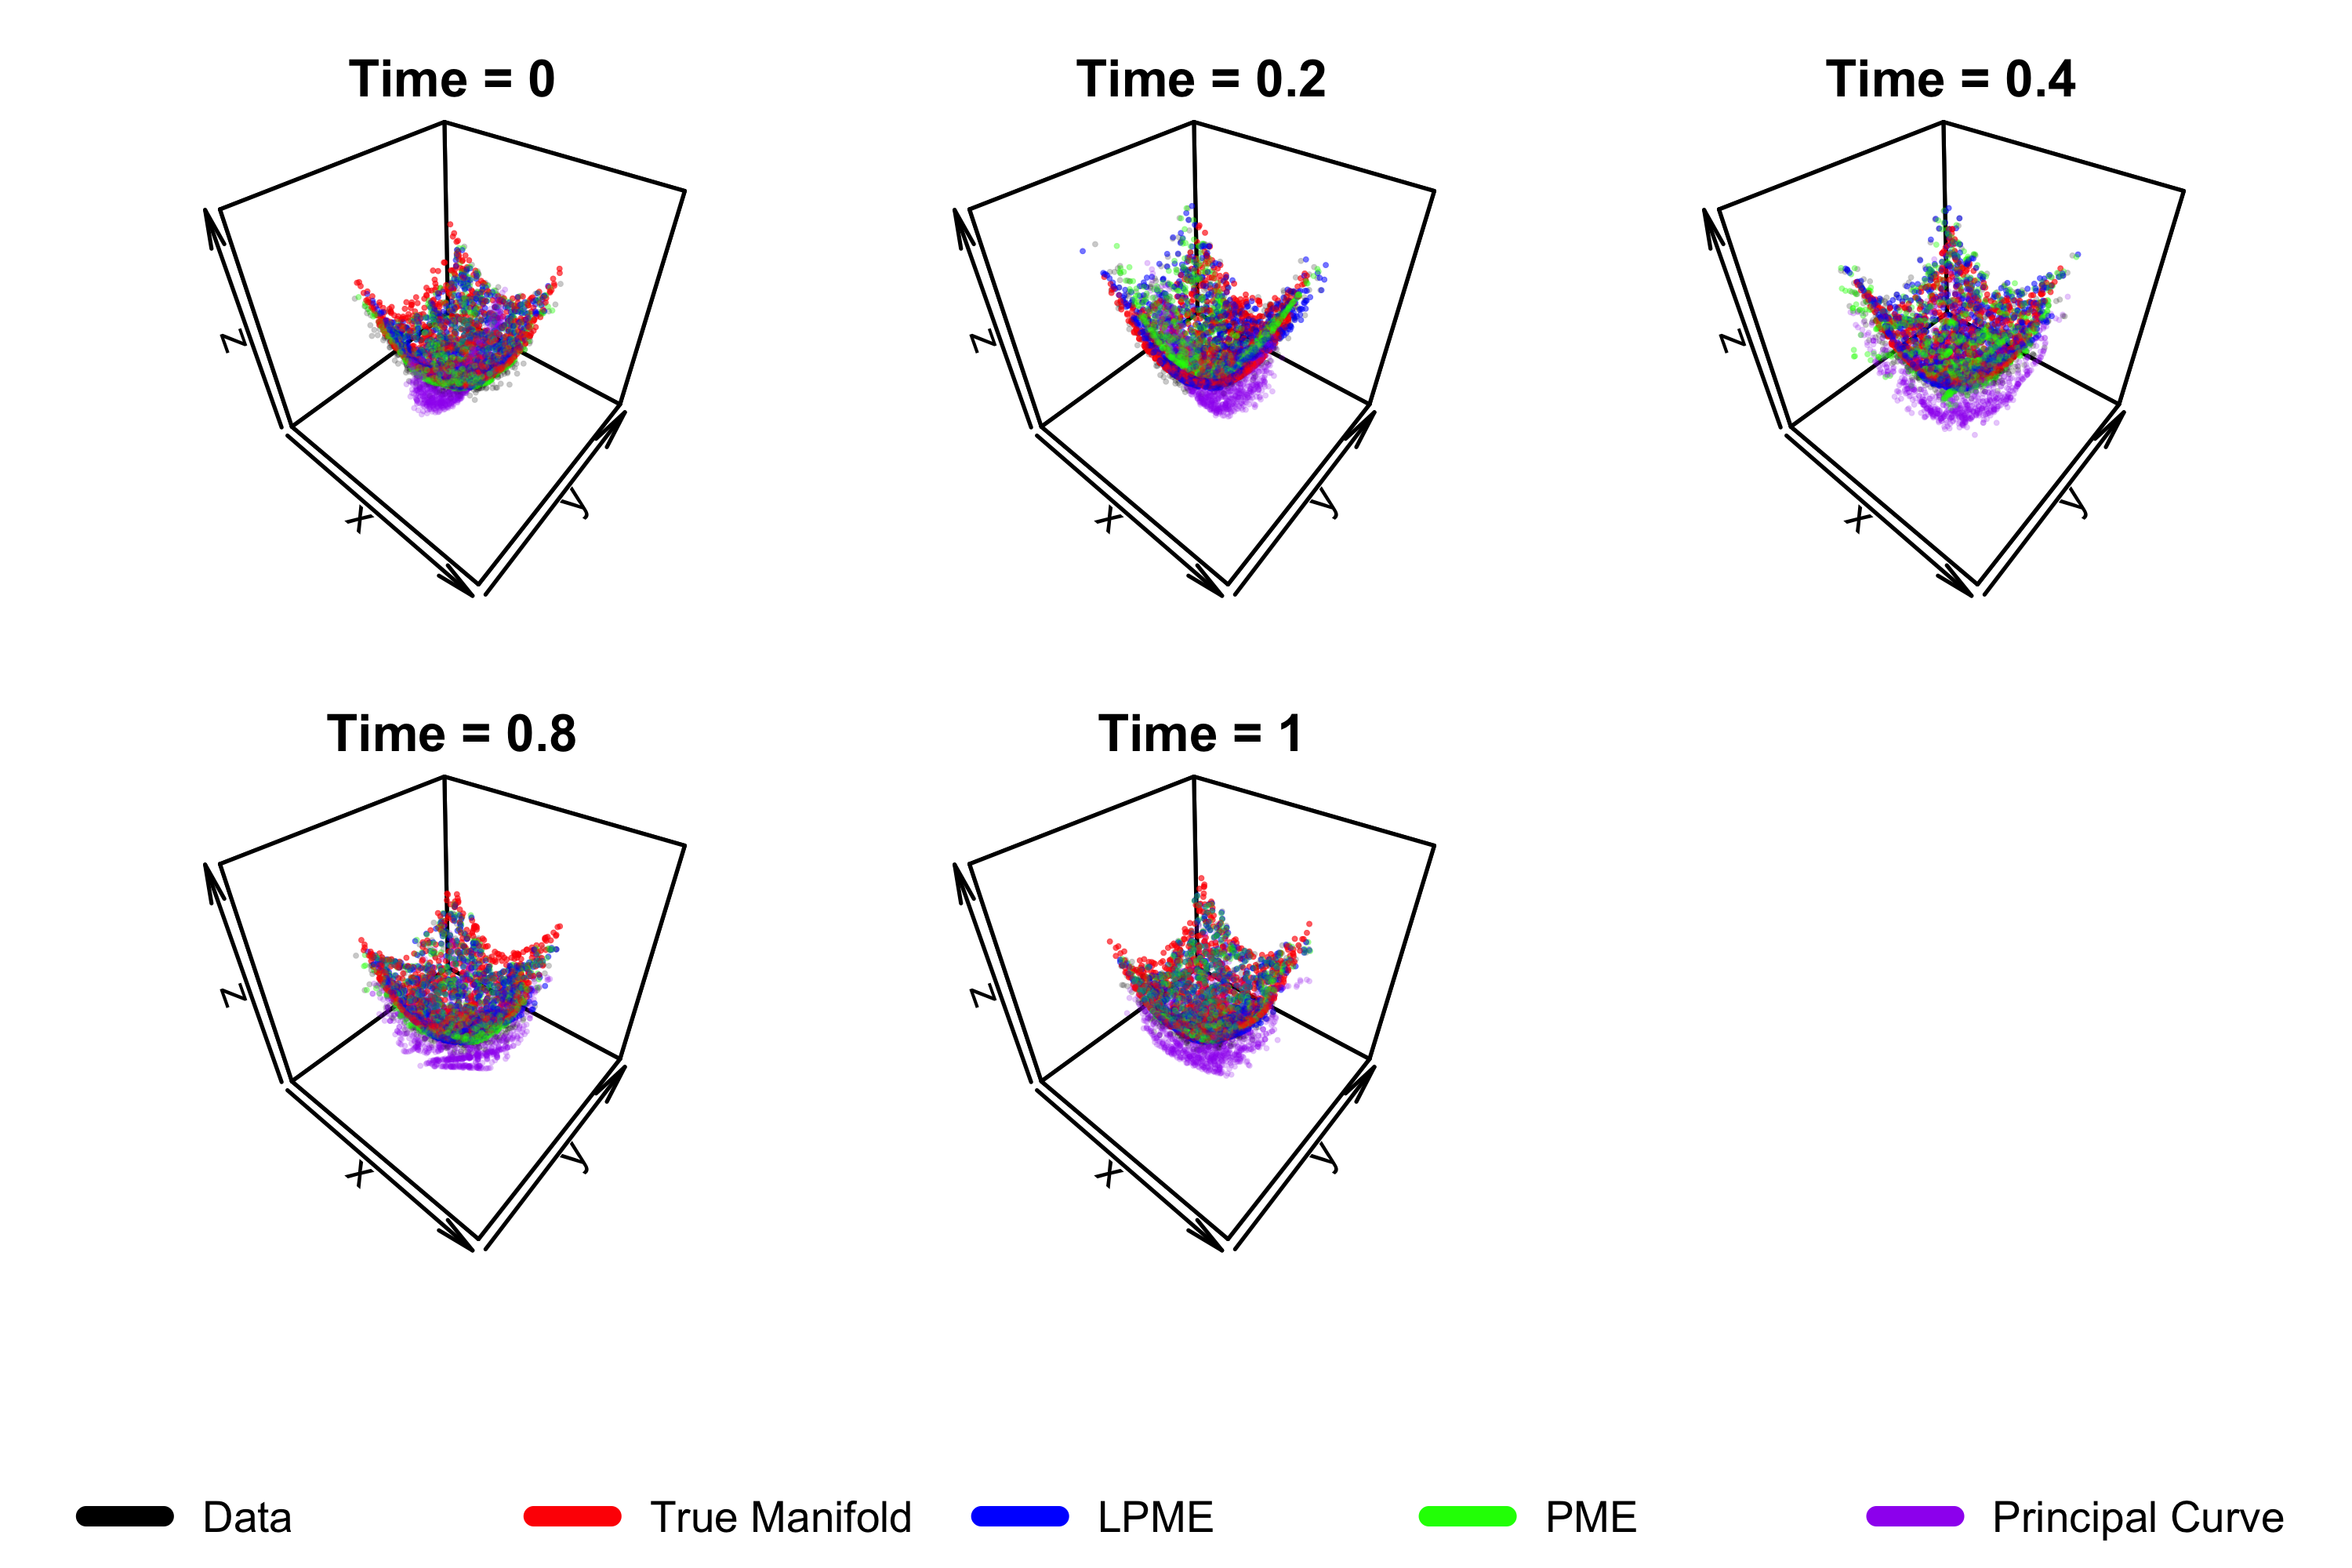 Time = 0
Time = 0.2
Time = 0.4
z
x
y
z
x
y
z
x
y
Time = 0.8
Time = 1
z
x
y
z
x
y
Data
True Manifold
LPME
PME
Principal Curve